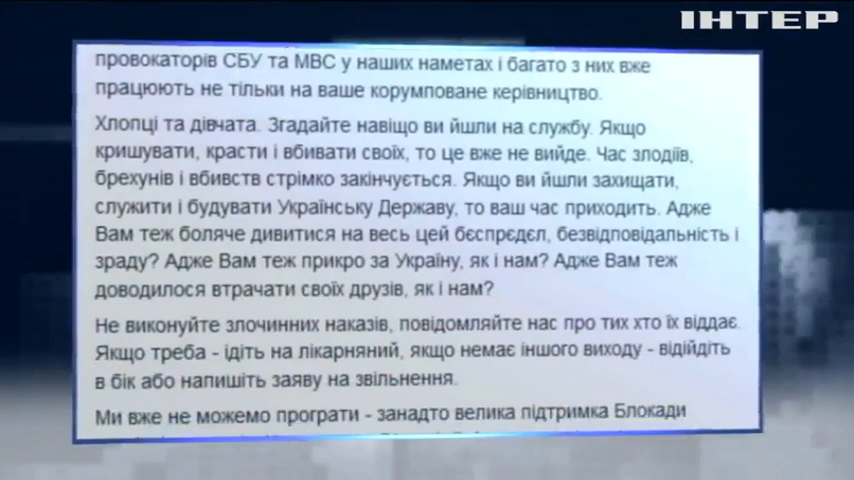 ІНТЕР
провокаторів СБУ та МВС у наших наметах і багато з них вже
працюють не тільки на ваше корумповане керівництво.
Хлопці та дівчата. Згадайте навіщо ви йшли на службу. Якщо
кришувати, красти і вбивати своїх, то це вже не вийде. Час злодіїв,
брехунів і вбивств стрімко закінчується. Якщо ви йшли захищати,
служити і будувати Українську Державу, то ваш час приходить. Адже
Вам теж боляче дивитися на весь цей бєспрєдєл, безвідповідальність і
зраду? Адже Вам теж прикро за Україну, як і нам? Адже Вам теж
доводилося втрачати своїх друзів, як і нам?
Не виконуйте злочинних наказів, повідомляйте нас про тих хто їх віддає.
Якщо треба - ідіть на лікарняний, якщо немає іншого виходу - відійдіть
в бік або напишіть заяву на звільнення.
Ми вже не можемо програти - занадто велика підтримка Блокади